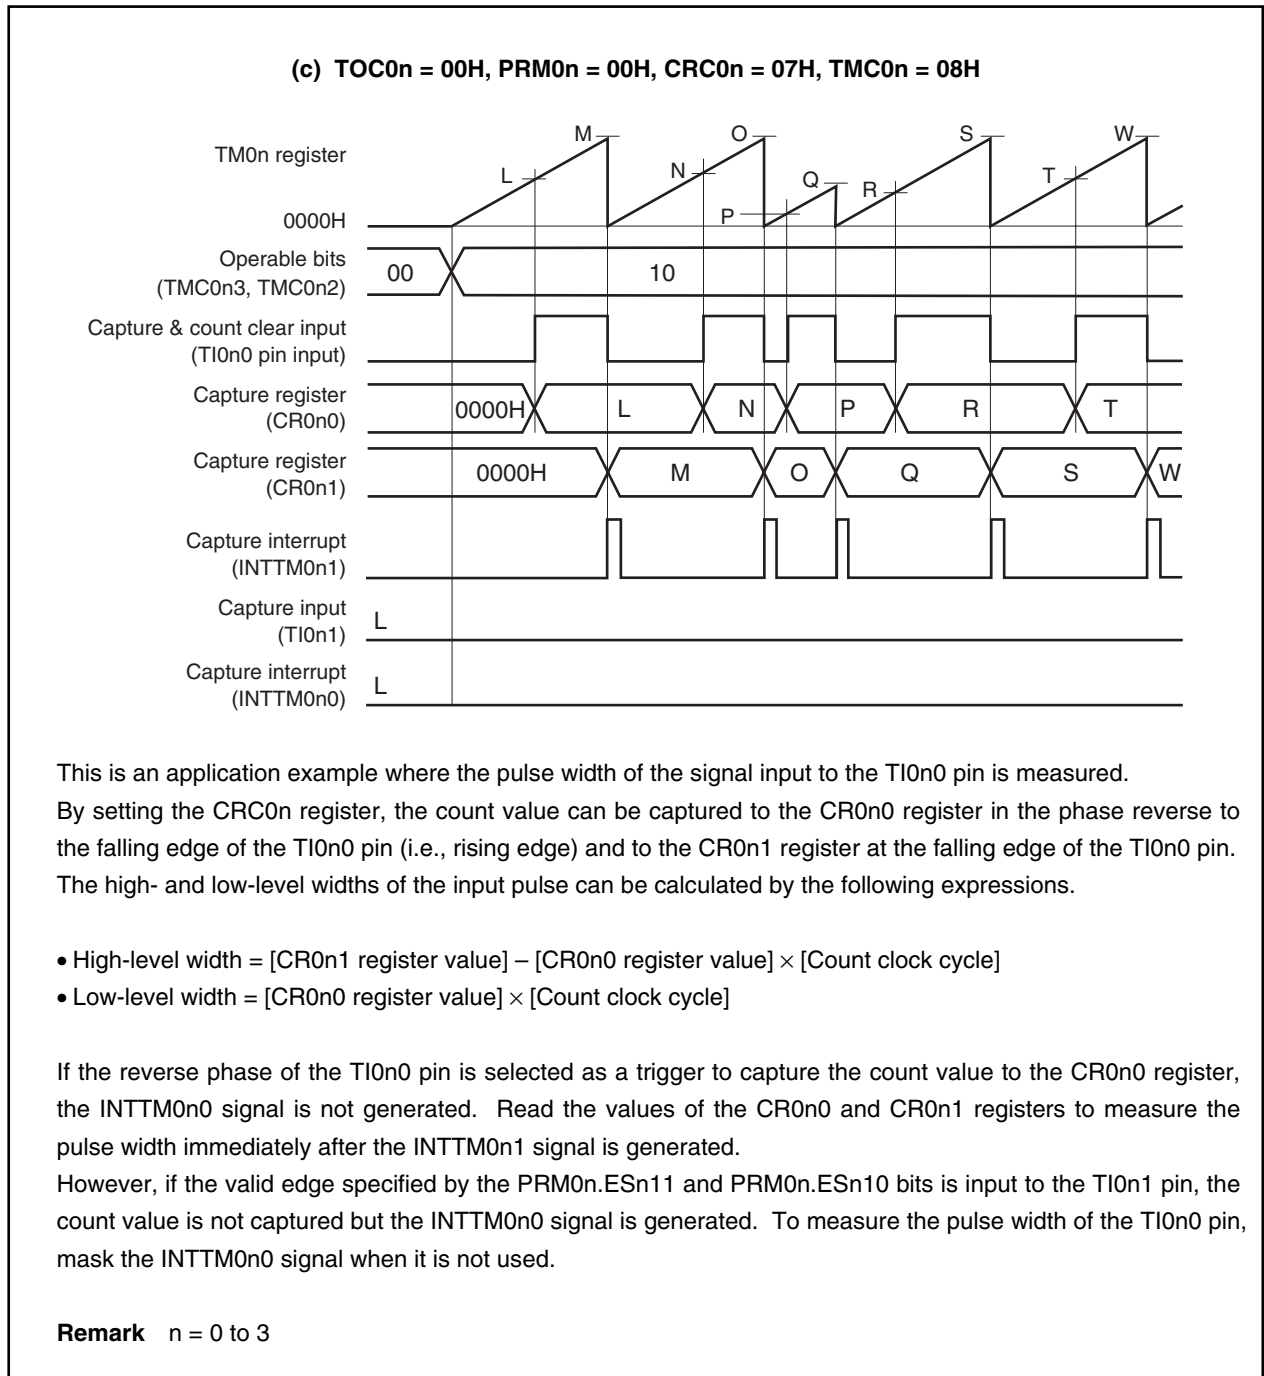 (c) TOC0n = 00H, PRM0n = 00H, CRC0n = 07H, TMC0n = 08H
M
O
S
W
TM0n register
L
N
Q
R
T
P
0000H
Operable bits
(TMC0n3, TMC0n2)
00
10
Capture & count clear input
(TI0n0 pin input)
Capture register
(CR0n0)
0000H
L
N
P
R
T
Capture register
(CR0n1)
0000H
M
O
Q
S
W
Capture interrupt
(INTTM0n1)
Capture input
(TI0n1)
L
Capture interrupt
(INTTM0n0)
L
This is an application example where the pulse width of the signal input to the TI0n0 pin is measured.
By setting the CRC0n register, the count value can be captured to the CR0n0 register in the phase reverse to
the falling edge of the TI0n0 pin (i.e., rising edge) and to the CR0n1 register at the falling edge of the TI0n0 pin.
The high- and low-level widths of the input pulse can be calculated by the following expressions.
• High-level width = [CR0n1 register value] – [CR0n0 register value] × [Count clock cycle]
• Low-level width = [CR0n0 register value] × [Count clock cycle]
If the reverse phase of the TI0n0 pin is selected as a trigger to capture the count value to the CR0n0 register,
the INTTM0n0 signal is not generated. Read the values of the CR0n0 and CR0n1 registers to measure the
pulse width immediately after the INTTM0n1 signal is generated.
However, if the valid edge specified by the PRM0n.ESn11 and PRM0n.ESn10 bits is input to the TI0n1 pin, the
count value is not captured but the INTTM0n0 signal is generated. To measure the pulse width of the TI0n0 pin,
mask the INTTM0n0 signal when it is not used.
Remark n = 0 to 3